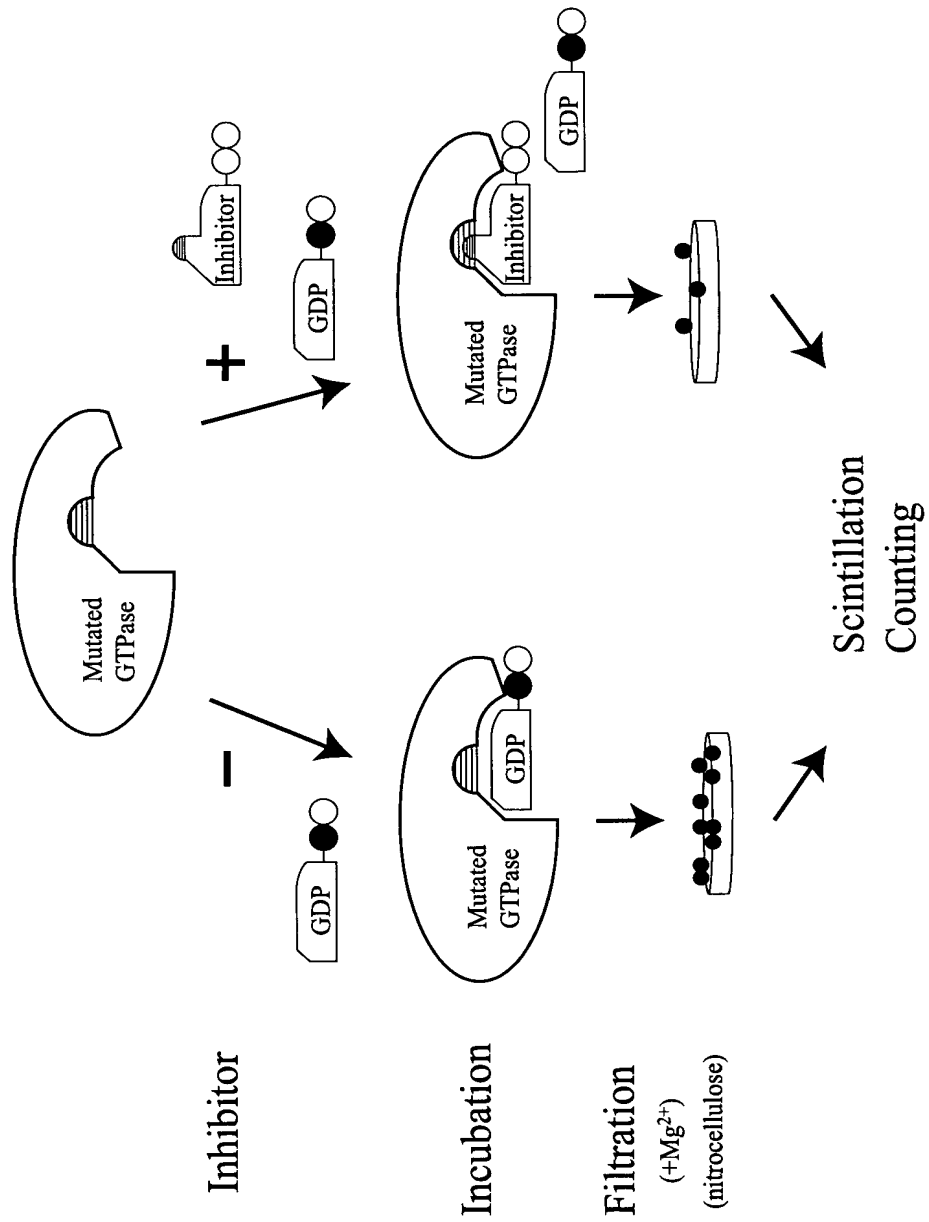 Mutated
GTPase
Inhibitor
−
+
GDP
GDP
Inhibitor
Incubation
Mutated
GTPase
GDP
Mutated
GTPase
Inhibitor
GDP
Filtration
(+Mg²⁺)
(nitrocellulose)
Scintillation
Counting